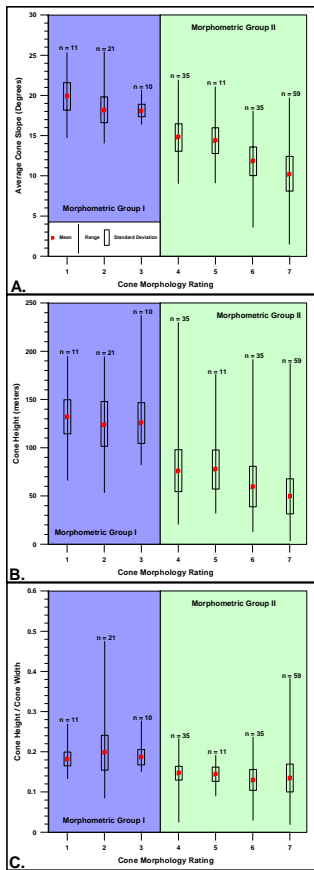 30
25
20
15
10
5
0
Average Cone Slope (Degrees)
n = 11
n = 21
n = 10
n = 35
n = 11
n = 35
n = 59
Morphometric Group II
Morphometric Group I
Mean
Range
Standard Deviation
1 2 3 4 5 6 7
Cone Morphology Rating
A.
250
200
150
100
50
0
Cone Height (meters)
n = 11
n = 21
n = 10
n = 35
n = 11
n = 35
n = 59
Morphometric Group II
Morphometric Group I
1 2 3 4 5 6 7
Cone Morphology Rating
B.
0.6
0.5
0.4
0.3
0.2
0.1
0
Cone Height / Cone Width
n = 11
n = 21
n = 10
n = 35
n = 11
n = 35
n = 59
Morphometric Group II
Morphometric Group I
1 2 3 4 5 6 7
Cone Morphology Rating
C.